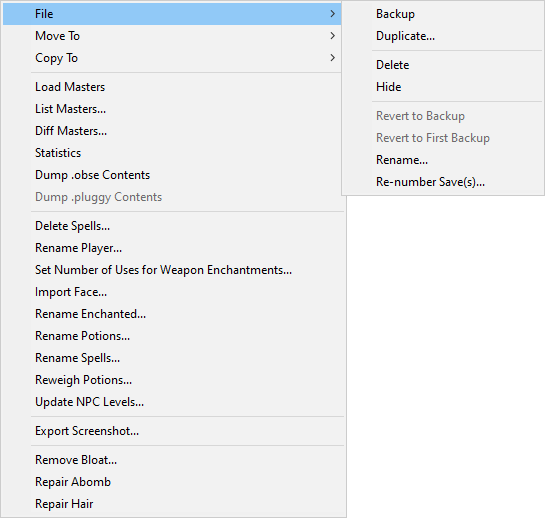 File
Move To
Copy To
Load Masters
List Masters...
Diff Masters...
Statistics
Dump .obse Contents
Dump .pluggy Contents
Delete Spells...
Rename Player...
Set Number of Uses for Weapon Enchantments...
Import Face...
Rename Enchanted...
Rename Potions...
Rename Spells...
Reweigh Potions...
Update NPC Levels...
Export Screenshot...
Remove Bloat...
Repair Abomb
Repair Hair
Backup
Duplicate...
Delete
Hide
Revert to Backup
Revert to First Backup
Rename...
Re-number Save(s)...